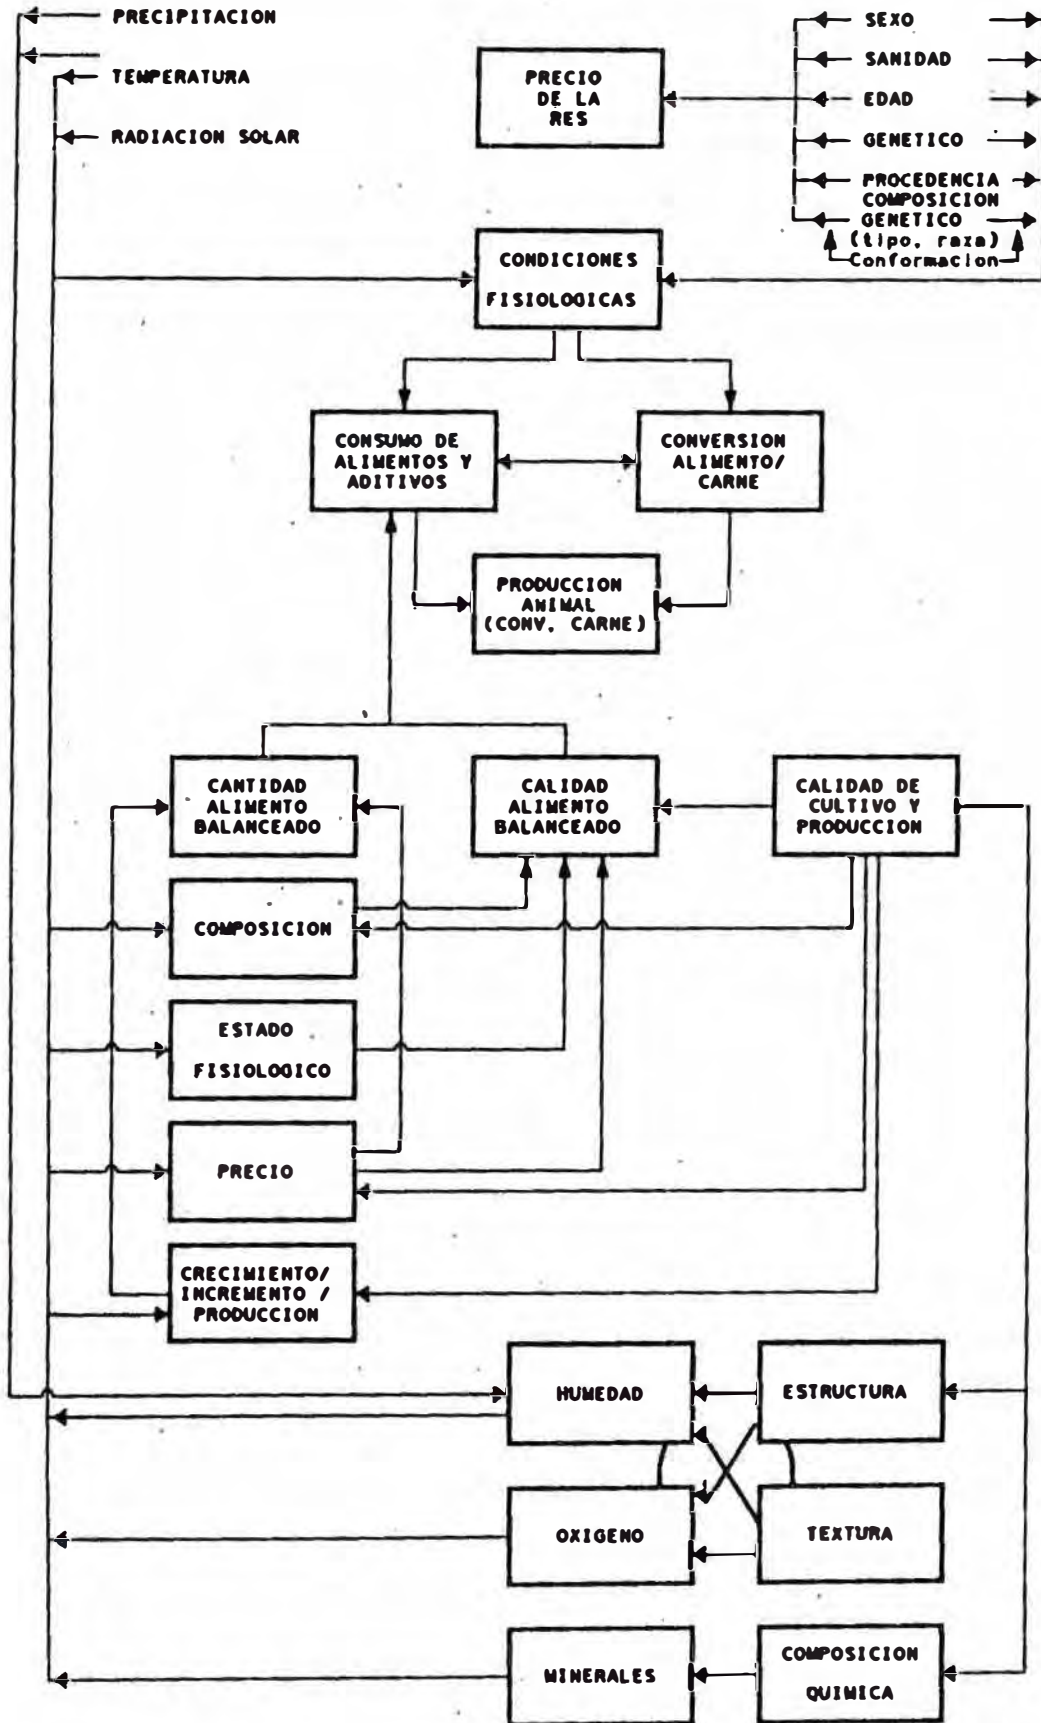 PRECIPITACION
TEMPERATURA
RADIACION SOLAR
PRECIO
DE LA
RES
SEXO
SANIDAD
EDAD
GENETICO
PROCEDENCIA
COMPOSICION
GENETICO
(tipo, raza)
Conformacion
CONDICIONES
FISIOLOGICAS
CONSUMO DE
ALIMENTOS Y
ADITIVOS
CONVERSION
ALIMENTO/
CARNE
PRODUCCION
ANIMAL
(CONV. CARNE)
CANTIDAD
ALIMENTO
BALANCEADO
CALIDAD
ALIMENTO
BALANCEADO
CALIDAD DE
CULTIVO Y
PRODUCCION
COMPOSICION
ESTADO
FISIOLOGICO
PRECIO
CRECIMIENTO/
INCREMENTO /
PRODUCCION
HUMEDAD
ESTRUCTURA
OXIGENO
TEXTURA
MINERALES
COMPOSICION
QUIMICA